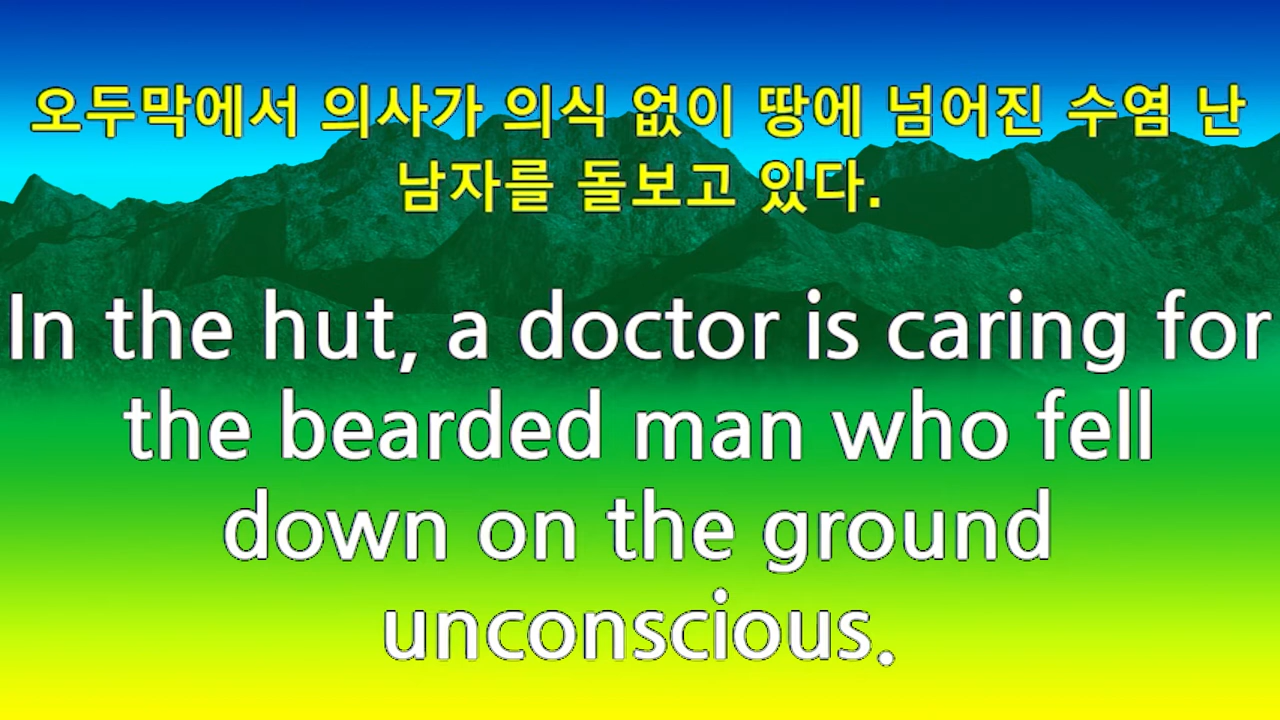 오두막에서 의사가 의식 없이 땅에 넘어진 수염 난
남자를 돌보고 있다.
In the hut, a doctor is caring for
the bearded man who fell
down on the ground
unconscious.